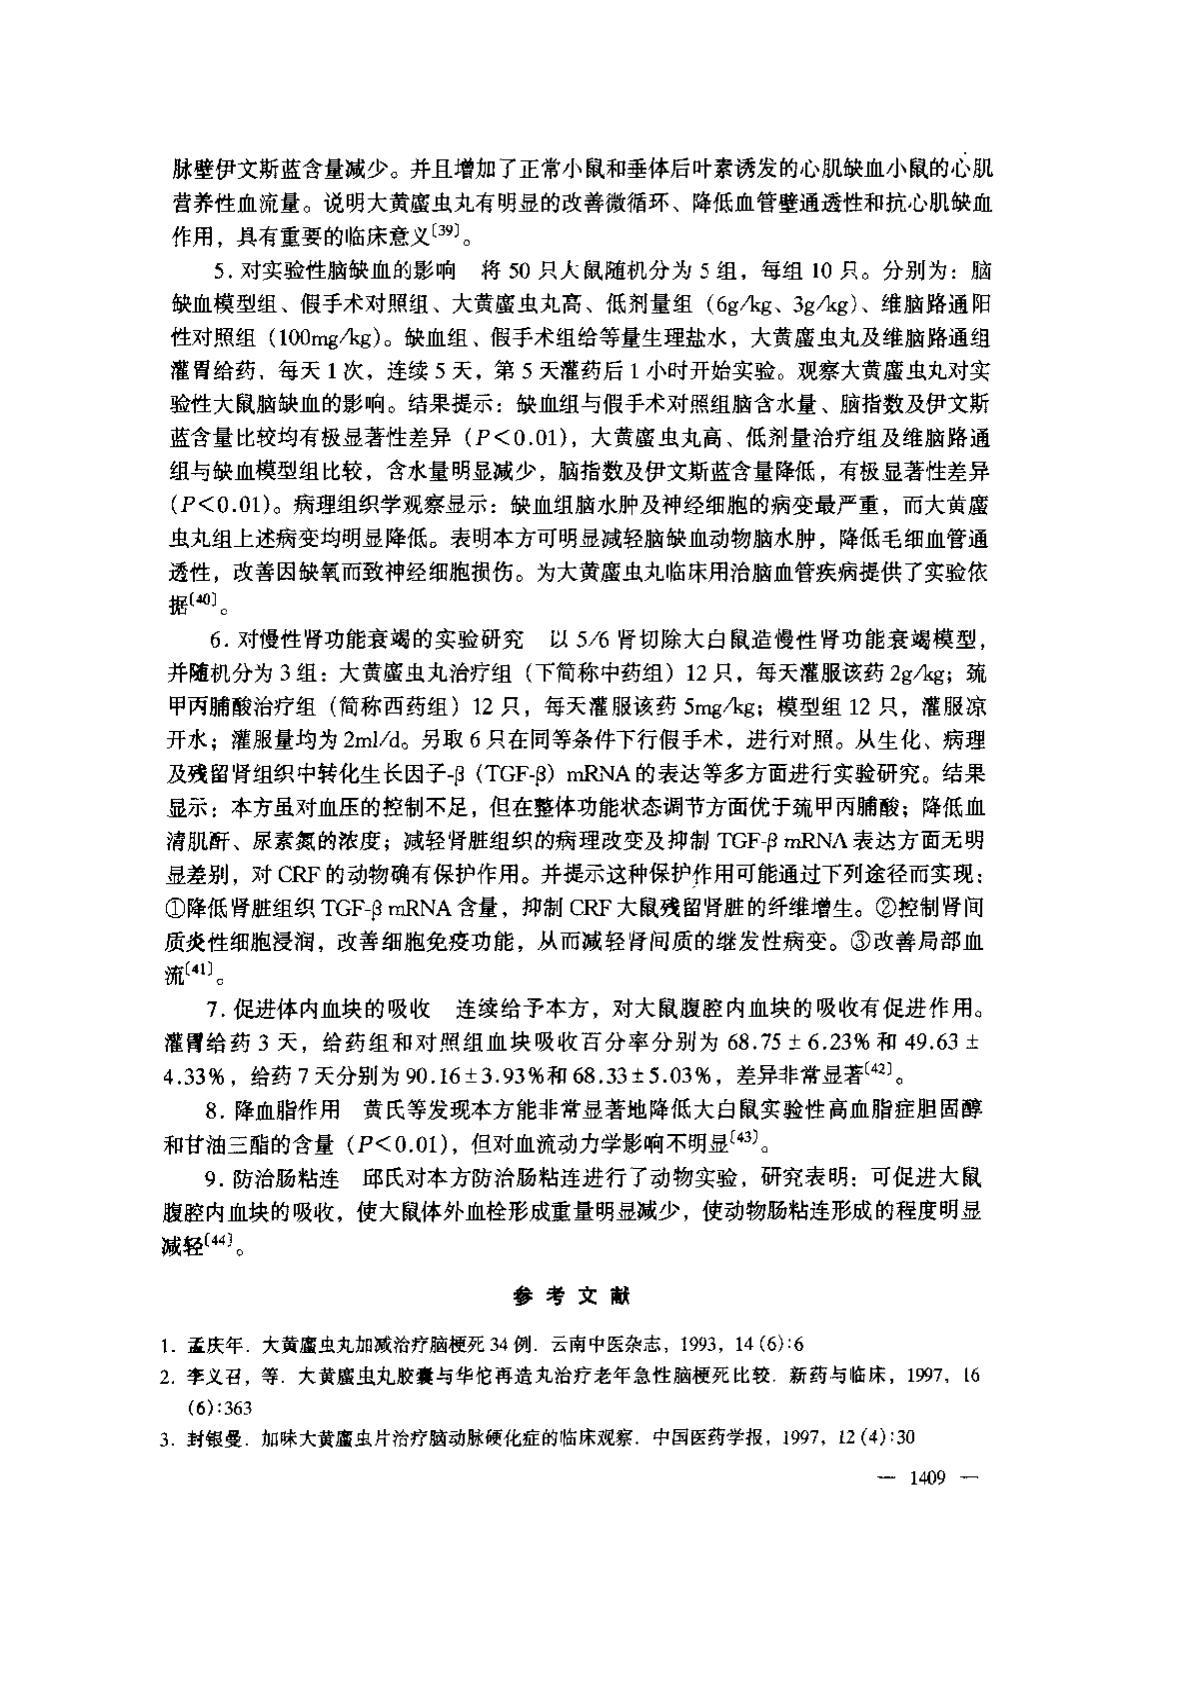 脉壁伊文斯蓝含量减少。并且增加了正常小鼠和垂体后叶素诱发的心肌缺血小鼠的心肌
营养性血流量。说明大黄䗪虫丸有明显的改善微循环、降低血管壁通透性和抗心肌缺血
作用，具有重要的临床意义〔39〕。
5. 对实验性脑缺血的影响　将 50 只大鼠随机分为 5 组，每组 10 只。分别为：脑
缺血模型组、假手术对照组、大黄䗪虫丸高、低剂量组（6g/kg、3g/kg）、维脑路通阳
性对照组（100mg/kg）。缺血组、假手术组给等量生理盐水，大黄䗪虫丸及维脑路通组
灌胃给药，每天 1 次，连续 5 天，第 5 天灌药后 1 小时开始实验。观察大黄䗪虫丸对实
验性大鼠脑缺血的影响。结果提示：缺血组与假手术对照组脑含水量、脑指数及伊文斯
蓝含量比较均有极显著性差异（P＜0.01），大黄䗪虫丸高、低剂量治疗组及维脑路通
组与缺血模型组比较，含水量明显减少，脑指数及伊文斯蓝含量降低，有极显著性差异
（P＜0.01）。病理组织学观察显示：缺血组脑水肿及神经细胞的病变最严重，而大黄䗪
虫丸组上述病变均明显降低。表明本方可明显减轻脑缺血动物脑水肿，降低毛细血管通
透性，改善因缺氧而致神经细胞损伤。为大黄䗪虫丸临床用治脑血管疾病提供了实验依
据〔40〕。
6. 对慢性肾功能衰竭的实验研究　以 5/6 肾切除大白鼠造慢性肾功能衰竭模型，
并随机分为 3 组：大黄䗪虫丸治疗组（下简称中药组）12 只，每天灌服该药 2g/kg；巯
甲丙脯酸治疗组（简称西药组）12 只，每天灌服该药 5mg/kg；模型组 12 只，灌服凉
开水；灌服量均为 2ml/d。另取 6 只在同等条件下行假手术，进行对照。从生化、病理
及残留肾组织中转化生长因子-β（TGF-β）mRNA 的表达等多方面进行实验研究。结果
显示：本方虽对血压的控制不足，但在整体功能状态调节方面优于巯甲丙脯酸；降低血
清肌酐、尿素氮的浓度；减轻肾脏组织的病理改变及抑制 TGF-β mRNA 表达方面无明
显差别，对 CRF 的动物确有保护作用。并提示这种保护作用可能通过下列途径而实现：
①降低肾脏组织 TGF-β mRNA 含量，抑制 CRF 大鼠残留肾脏的纤维增生。②控制肾间
质炎性细胞浸润，改善细胞免疫功能，从而减轻肾间质的继发性病变。③改善局部血
流〔41〕。
7. 促进体内血块的吸收　连续给予本方，对大鼠腹腔内血块的吸收有促进作用。
灌胃给药 3 天，给药组和对照组血块吸收百分率分别为 68.75 ± 6.23% 和 49.63 ±
4.33%，给药 7 天分别为 90.16±3.93%和 68.33±5.03%，差异非常显著〔42〕。
8. 降血脂作用　黄氏等发现本方能非常显著地降低大白鼠实验性高血脂症胆固醇
和甘油三酯的含量（P＜0.01），但对血流动力学影响不明显〔43〕。
9. 防治肠粘连　邱氏对本方防治肠粘连进行了动物实验，研究表明：可促进大鼠
腹腔内血块的吸收，使大鼠体外血栓形成重量明显减少，使动物肠粘连形成的程度明显
减轻〔44〕。
参 考 文 献
1. 孟庆年. 大黄䗪虫丸加减治疗脑梗死 34 例. 云南中医杂志，1993，14 (6):6
2. 李义召，等. 大黄䗪虫丸胶囊与华佗再造丸治疗老年急性脑梗死比较. 新药与临床，1997，16
(6):363
3. 封银曼. 加味大黄䗪虫片治疗脑动脉硬化症的临床观察. 中国医药学报，1997，12 (4):30
— 1409 —